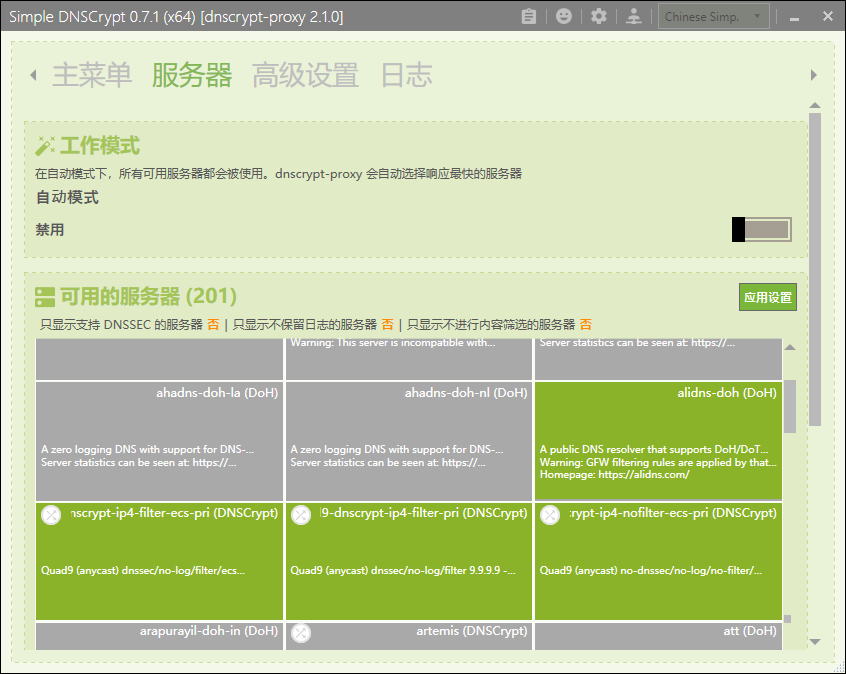 Simple DNSCrypt 0.7.1 (x64) [dnscrypt-proxy 2.1.0]
Chinese Simp.
主菜单 服务器 高级设置 日志
工作模式
在自动模式下，所有可用服务器都会被使用。dnscrypt-proxy 会自动选择响应最快的服务器
自动模式
禁用
可用的服务器 (201)
应用设置
只显示支持 DNSSEC 的服务器 否 | 只显示不保留日志的服务器 否 | 只显示不进行内容筛选的服务器 否
Warning: This server is incompatible with...
Server statistics can be seen at: https://...
ahadns-doh-la (DoH)
A zero logging DNS with support for DNS-...
Server statistics can be seen at: https://...
ahadns-doh-nl (DoH)
A zero logging DNS with support for DNS-...
Server statistics can be seen at: https://...
alidns-doh (DoH)
A public DNS resolver that supports DoH/DoT...
Warning: GFW filtering rules are applied by that...
Homepage: https://alidns.com/
nscrypt-ip4-filter-ecs-pri (DNSCrypt)
Quad9 (anycast) dnssec/no-log/filter/ecs...
9-dnscrypt-ip4-filter-pri (DNSCrypt)
Quad9 (anycast) dnssec/no-log/filter 9.9.9.9 -...
rypt-ip4-nofilter-ecs-pri (DNSCrypt)
Quad9 (anycast) no-dnssec/no-log/no-filter/...
arapurayil-doh-in (DoH)
artemis (DNSCrypt)
att (DoH)